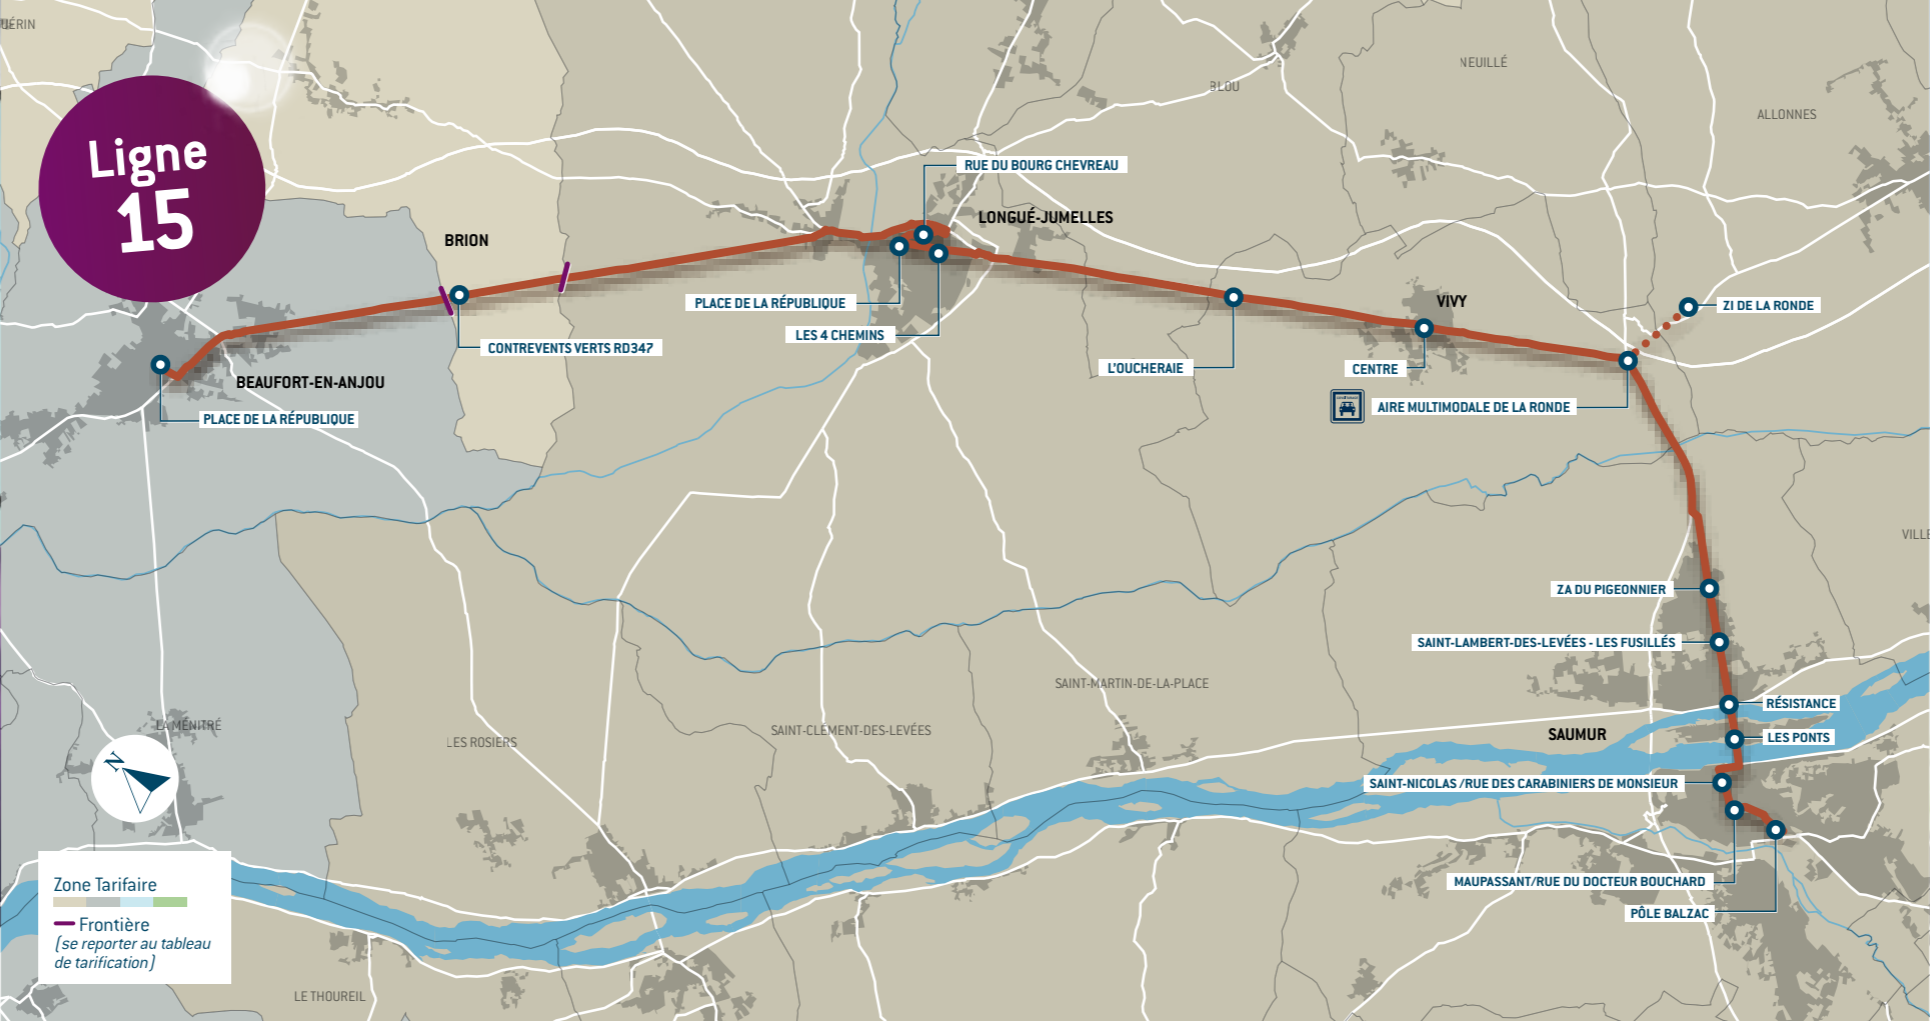 UÉRIN
NEUILLÉ
BLOU
ALLONNES
Ligne
15
RUE DU BOURG CHEVREAU
LONGUÉ-JUMELLES
BRION
PLACE DE LA RÉPUBLIQUE
VIVY
ZI DE LA RONDE
LES 4 CHEMINS
CONTREVENTS VERTS RD347
L'OUCHERAIE
CENTRE
BEAUFORT-EN-ANJOU
AIRE MULTIMODALE DE LA RONDE
PLACE DE LA RÉPUBLIQUE
VILLE
ZA DU PIGEONNIER
SAINT-LAMBERT-DES-LEVÉES - LES FUSILLÉS
SAINT-MARTIN-DE-LA-PLACE
RÉSISTANCE
LA MÉNITRÉ
SAINT-CLÉMENT-DES-LEVÉES
SAUMUR
LES PONTS
LES ROSIERS
N
SAINT-NICOLAS /RUE DES CARABINIERS DE MONSIEUR
MAUPASSANT/RUE DU DOCTEUR BOUCHARD
PÔLE BALZAC
Zone Tarifaire
Frontière
(se reporter au tableau
de tarification)
LE THOUREIL